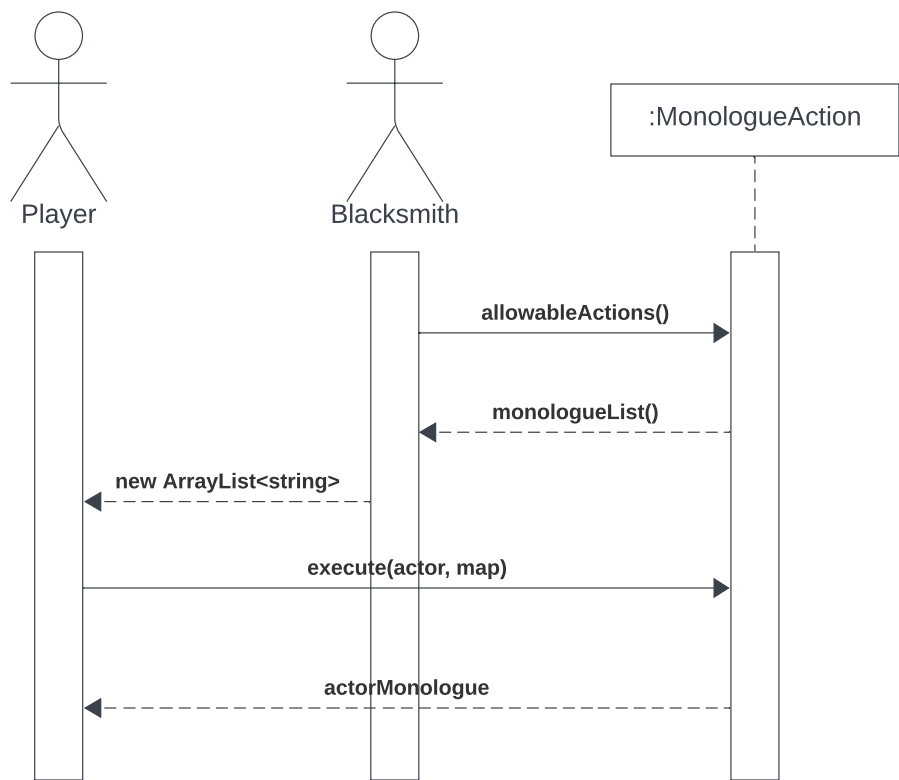 :MonologueAction
Player
Blacksmith
allowableActions()
monologueList()
new ArrayList<string>
execute(actor, map)
actorMonologue